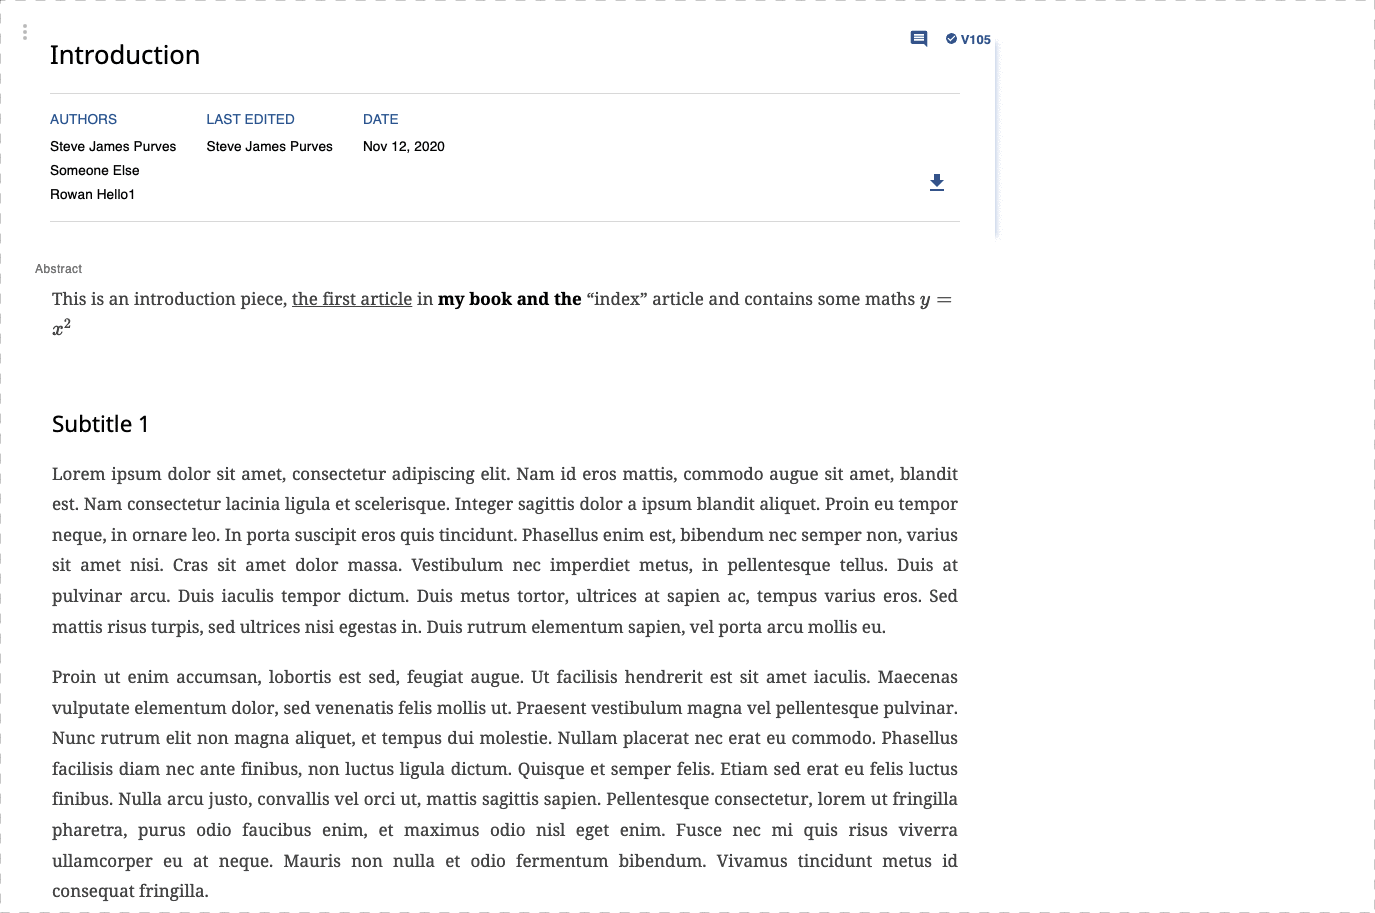 Introduction
V105
AUTHORS LAST EDITED DATE
Steve James Purves Steve James Purves Nov 12, 2020
Someone Else
Rowan Hello1
Abstract
This is an introduction piece, the first article in my book and the “index” article and contains some maths y =
x²
Subtitle 1
Lorem ipsum dolor sit amet, consectetur adipiscing elit. Nam id eros mattis, commodo augue sit amet, blandit
est. Nam consectetur lacinia ligula et scelerisque. Integer sagittis dolor a ipsum blandit aliquet. Proin eu tempor
neque, in ornare leo. In porta suscipit eros quis tincidunt. Phasellus enim est, bibendum nec semper non, varius
sit amet nisi. Cras sit amet dolor massa. Vestibulum nec imperdiet metus, in pellentesque tellus. Duis at
pulvinar arcu. Duis iaculis tempor dictum. Duis metus tortor, ultrices at sapien ac, tempus varius eros. Sed
mattis risus turpis, sed ultrices nisi egestas in. Duis rutrum elementum sapien, vel porta arcu mollis eu.
Proin ut enim accumsan, lobortis est sed, feugiat augue. Ut facilisis hendrerit est sit amet iaculis. Maecenas
vulputate elementum dolor, sed venenatis felis mollis ut. Praesent vestibulum magna vel pellentesque pulvinar.
Nunc rutrum elit non magna aliquet, et tempus dui molestie. Nullam placerat nec erat eu commodo. Phasellus
facilisis diam nec ante finibus, non luctus ligula dictum. Quisque et semper felis. Etiam sed erat eu felis luctus
finibus. Nulla arcu justo, convallis vel orci ut, mattis sagittis sapien. Pellentesque consectetur, lorem ut fringilla
pharetra, purus odio faucibus enim, et maximus odio nisl eget enim. Fusce nec mi quis risus viverra
ullamcorper eu at neque. Mauris non nulla et odio fermentum bibendum. Vivamus tincidunt metus id
consequat fringilla.